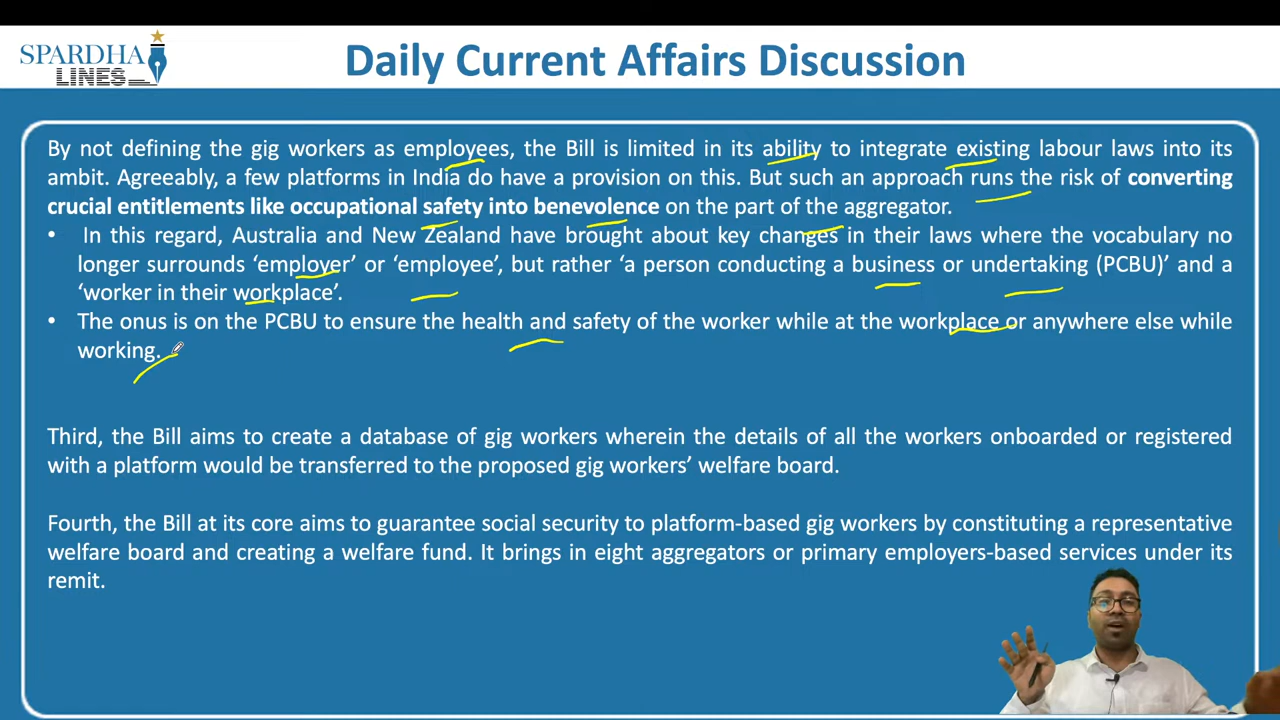 SPARDHA
LINES
Daily Current Affairs Discussion
By not defining the gig workers as employees, the Bill is limited in its ability to integrate existing labour laws into its
ambit. Agreeably, a few platforms in India do have a provision on this. But such an approach runs the risk of converting
crucial entitlements like occupational safety into benevolence on the part of the aggregator.
• In this regard, Australia and New Zealand have brought about key changes in their laws where the vocabulary no
longer surrounds ‘employer’ or ‘employee’, but rather ‘a person conducting a business or undertaking (PCBU)’ and a
‘worker in their workplace’.
• The onus is on the PCBU to ensure the health and safety of the worker while at the workplace or anywhere else while
working.
Third, the Bill aims to create a database of gig workers wherein the details of all the workers onboarded or registered
with a platform would be transferred to the proposed gig workers’ welfare board.
Fourth, the Bill at its core aims to guarantee social security to platform-based gig workers by constituting a representative
welfare board and creating a welfare fund. It brings in eight aggregators or primary employers-based services under its
remit.